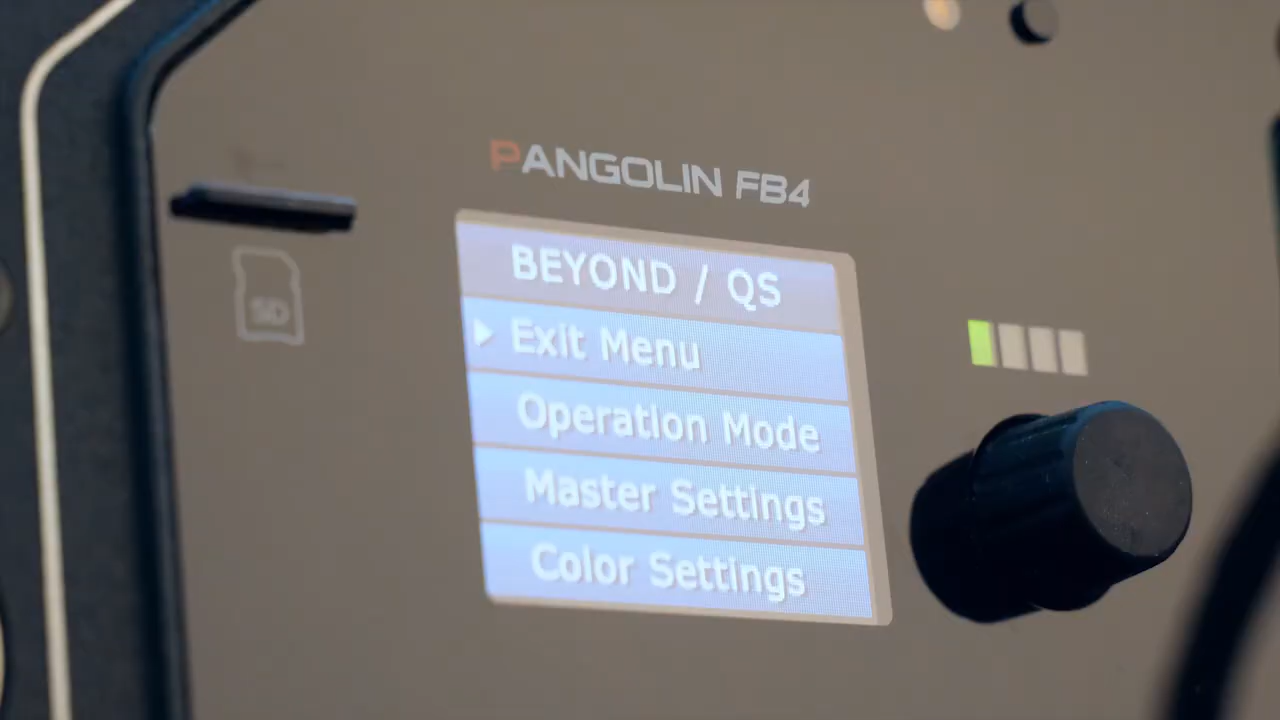 PANGOLIN FB4
SD
BEYOND / QS
Exit Menu
Operation Mode
Master Settings
Color Settings